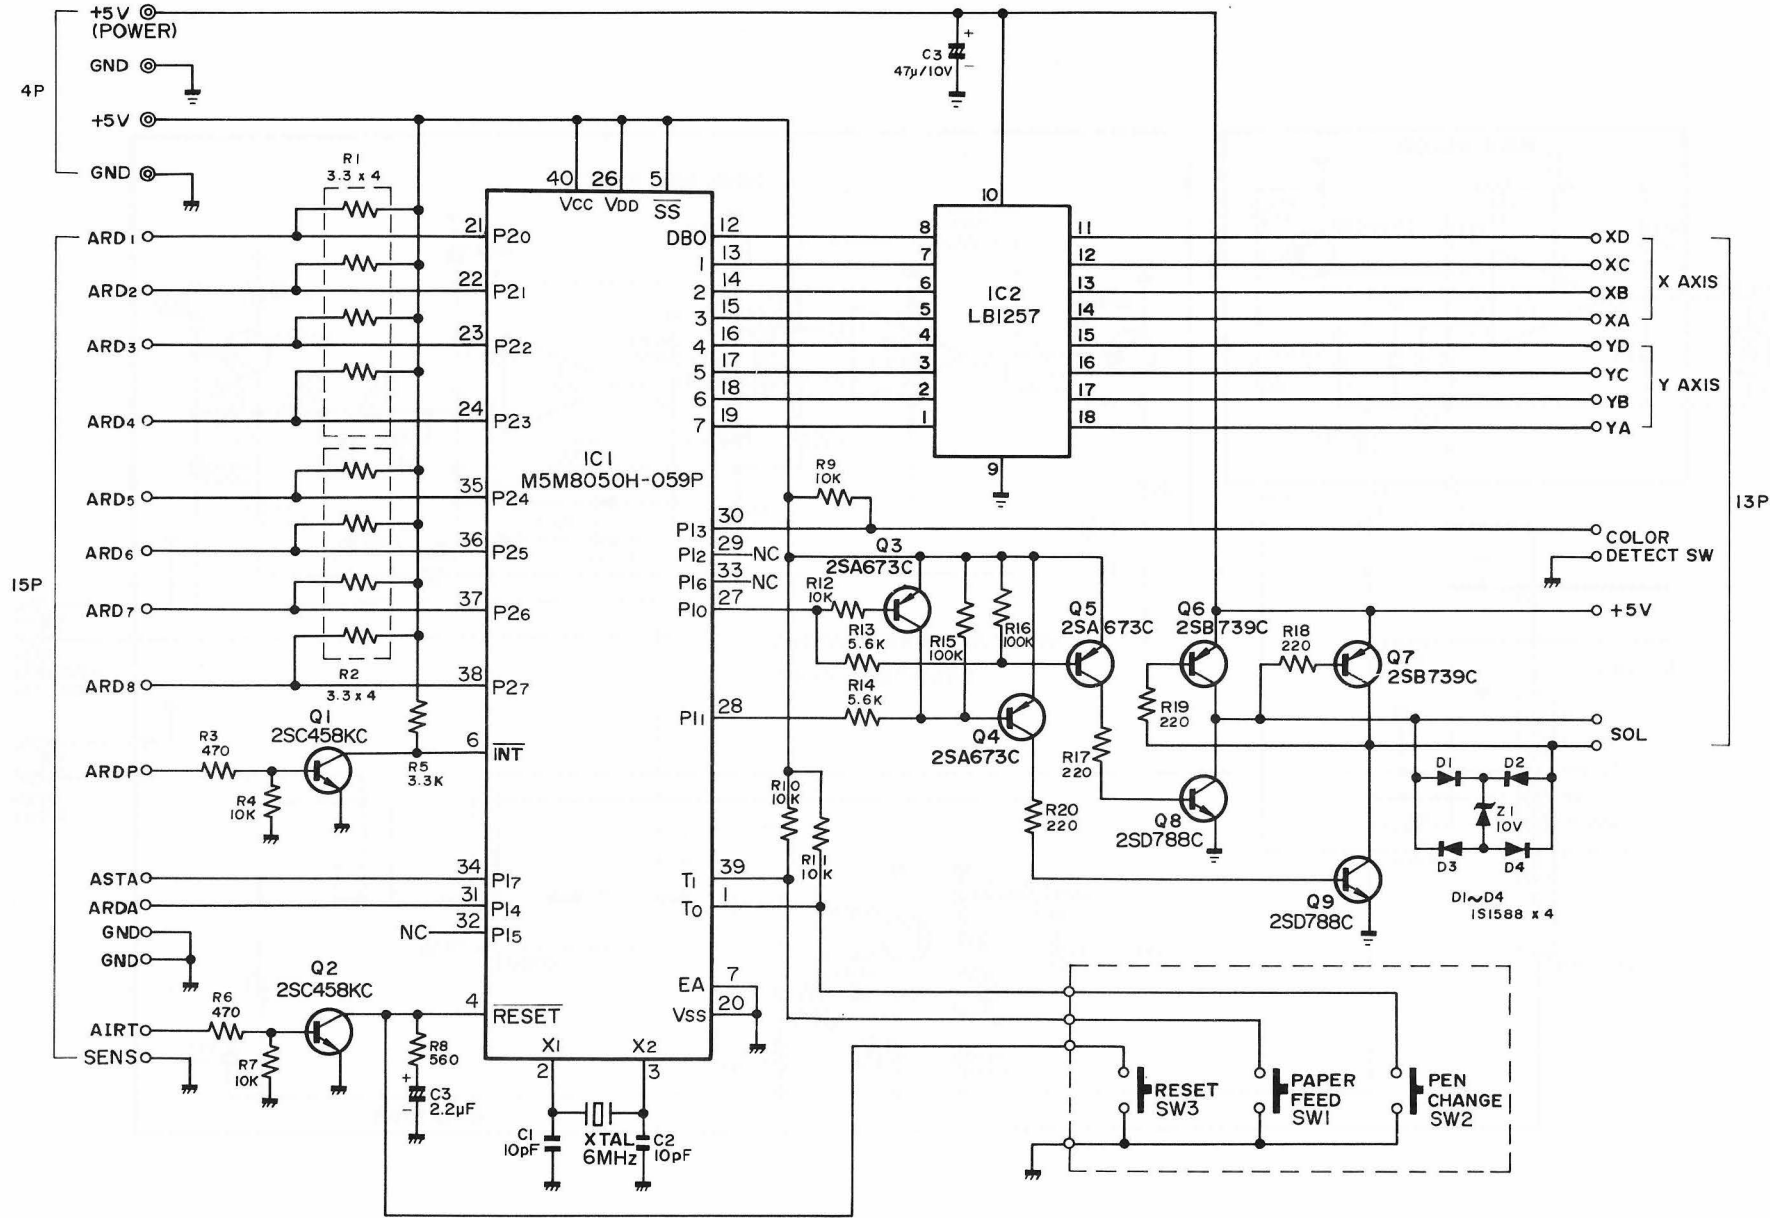 +5V
(POWER)
GND
4P
+5V
GND
C3
47µ/10V
+
-
R1
3.3 x 4
40
26
5
VCC
VDD
SS
ARD1
21
P20
ARD2
22
P21
ARD3
23
P22
ARD4
24
P23
ARD5
35
P24
ARD6
36
P25
ARD7
37
P26
ARD8
38
P27
15P
R2
3.3 x 4
IC1
M5M8050H-059P
DB0
12
8
1
13
7
2
14
6
3
15
5
4
16
4
5
17
3
6
18
2
7
19
1
10
IC2
LB1257
9
11
XD
12
XC
13
XB
14
XA
X AXIS
15
YD
16
YC
17
YB
18
YA
Y AXIS
13P
R9
10K
P13
30
COLOR
DETECT SW
P12
29
NC
P16
33
NC
P10
27
P11
28
Q3
2SA673C
R12
10K
R13
5.6K
R14
5.6K
R15
100K
R16
100K
Q4
2SA673C
Q5
2SA673C
Q6
2SB739C
R18
220
Q7
2SB739C
+5V
R19
220
R17
220
R20
220
Q8
2SD788C
Q9
2SD788C
SOL
D1
D2
Z1
10V
D3
D4
D1~D4
1S1588 x 4
Q1
2SC458KC
R3
470
ARDP
R4
10K
R5
3.3K
6
INT
R10
10K
R11
10K
ASTA
34
P17
ARDA
31
P14
GND
NC
32
P15
GND
T1
39
T0
1
EA
7
VSS
20
Q2
2SC458KC
R6
470
AIRT
SENS
R7
10K
4
RESET
R8
560
+
-
C3
2.2µF
X1
X2
2
3
C1
10pF
XTAL
6MHz
C2
10pF
RESET
SW3
PAPER
FEED
SW1
PEN
CHANGE
SW2